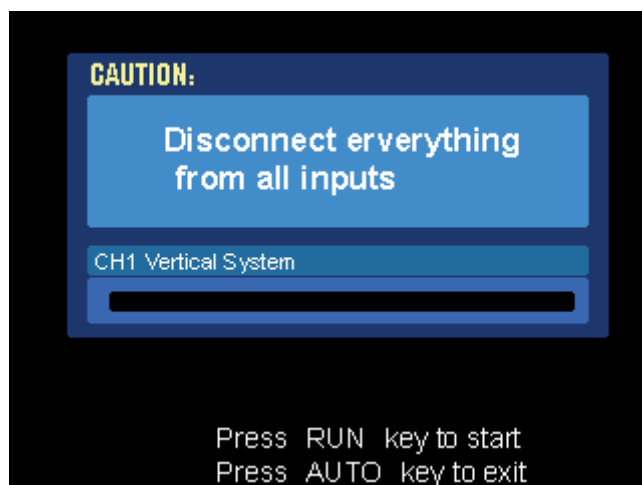 CAUTION:
Disconnect erverything
from all inputs
CH1 Vertical System
Press RUN key to start
Press AUTO key to exit